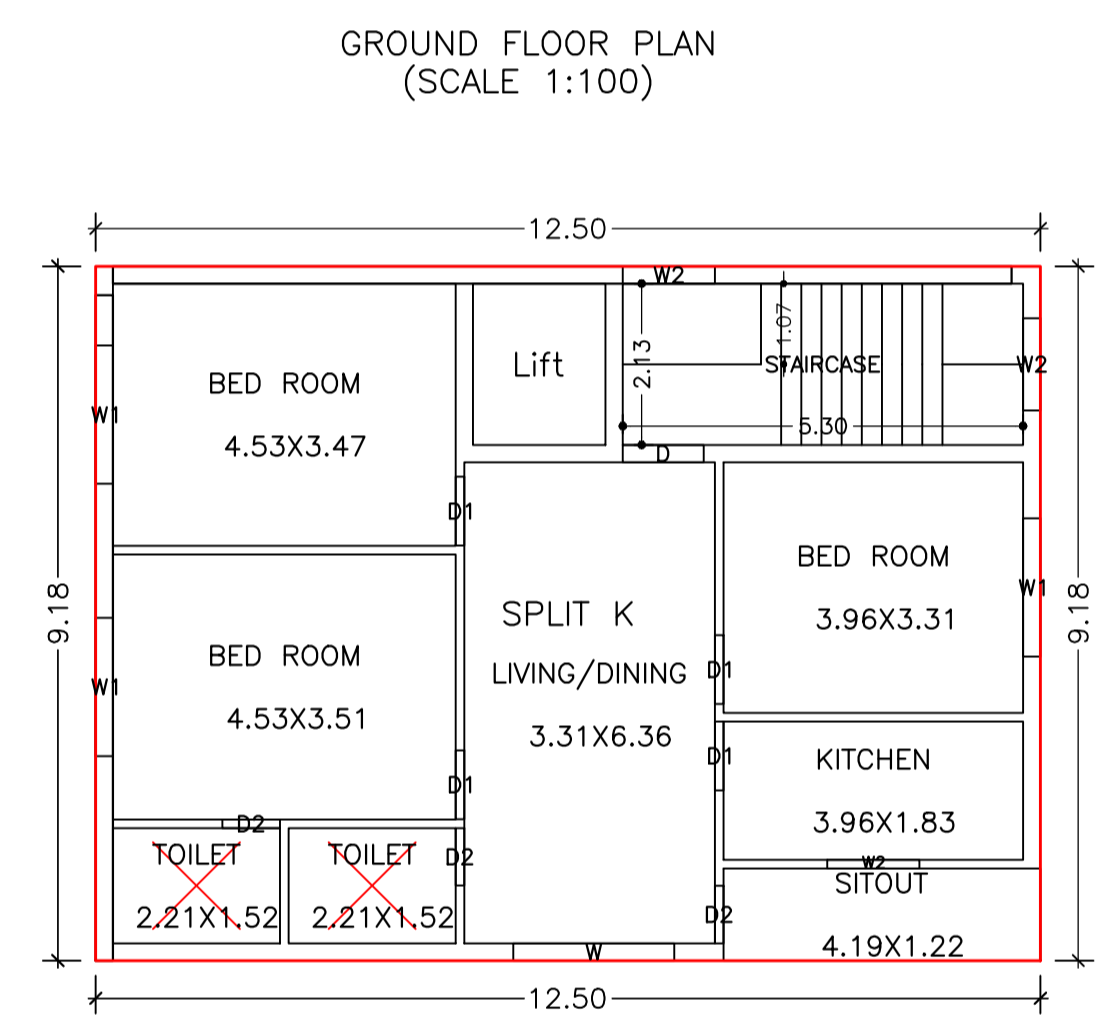 GROUND FLOOR PLAN
(SCALE 1:100)
12.50
W2
1.07
2.13
Lift
STAIRCASE
W2
BED ROOM
W1
4.53X3.47
5.30
D
D1
BED ROOM
W1
3.96X3.31
9.18
9.18
SPLIT K
BED ROOM
LIVING/DINING
D1
W1
4.53X3.51
3.31X6.36
D1
KITCHEN
D1
3.96X1.83
D2
TOILET
TOILET
D2
W2
SITOUT
2.21X1.52
2.21X1.52
D2
4.19X1.22
W
12.50